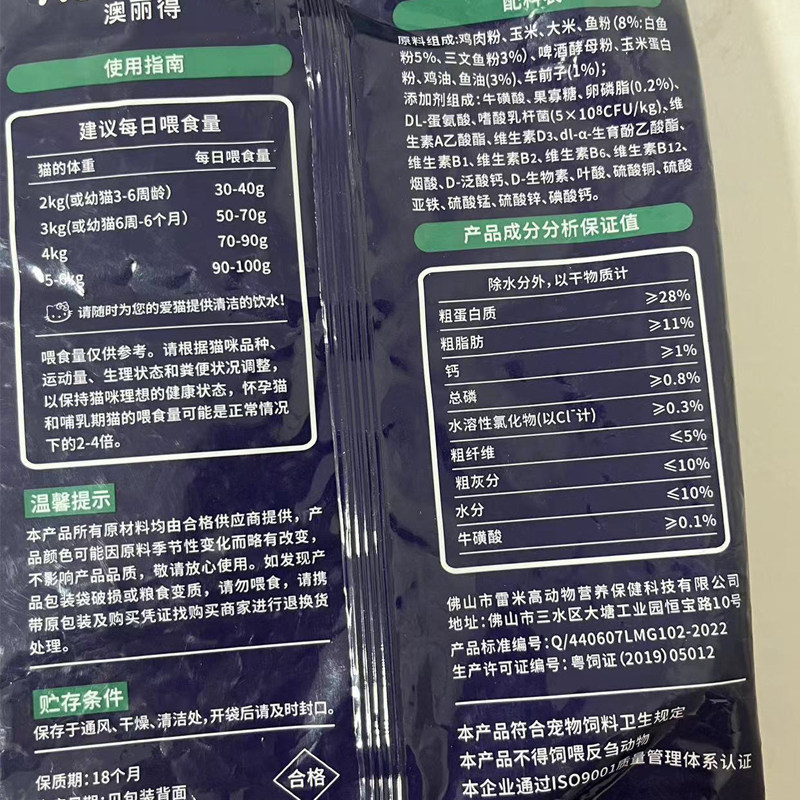 澳丽得
使用指南
建议每日喂食量
猫的体重 每日喂食量
2kg(或幼猫3-6周龄) 30-40g
3kg(或幼猫6周-6个月) 50-70g
4kg 70-90g
5-6kg 90-100g
请随时为您的爱猫提供清洁的饮水!
喂食量仅供参考。请根据猫咪品种、
运动量、生理状态和粪便状况调整,
以保持猫咪理想的健康状态,怀孕猫
和哺乳期猫的喂食量可能是正常情况
下的2-4倍。
温馨提示
本产品所有原材料均由合格供应商提供,产
品颜色可能因原料季节性变化而略有改变,
不影响产品品质,敬请放心使用。如发现产
品包装袋破损或粮食变质,请勿喂食,请携
带原包装及购买凭证找购买商家进行退换货
处理。
贮存条件
保存于通风、干燥、清洁处,开袋后请及时封口。
保质期:18个月
见包装背面
合格
配料表
原料组成:鸡肉粉、玉米、大米、鱼粉(8%:白鱼
粉5%、三文鱼粉3%)、啤酒酵母粉、玉米蛋白
粉、鸡油、鱼油(3%)、车前子(1%);
添加剂组成:牛磺酸、果寡糖、卵磷脂(0.2%)、
DL-蛋氨酸、嗜酸乳杆菌(5×10⁸CFU/kg)、维
生素A乙酸酯、维生素D₃、dl-α-生育酚乙酸酯、
维生素B₁、维生素B₂、维生素B₆、维生素B₁₂、
烟酸、D-泛酸钙、D-生物素、叶酸、硫酸铜、硫酸
亚铁、硫酸锰、硫酸锌、碘酸钙。
产品成分分析保证值
除水分外,以干物质计
粗蛋白质 ≥28%
粗脂肪 ≥11%
钙 ≥1%
总磷 ≥0.8%
水溶性氯化物(以Cl⁻计) ≥0.3%
粗纤维 ≤5%
粗灰分 ≤10%
水分 ≤10%
牛磺酸 ≥0.1%
佛山市雷米高动物营养保健科技有限公司
地址:佛山市三水区大塘工业园恒宝路10号
产品标准编号:Q/440607LMG102-2022
生产许可证编号:粤饲证(2019)05012
本产品符合宠物饲料卫生规定
本产品不得饲喂反刍动物
本企业通过ISO9001质量管理体系认证